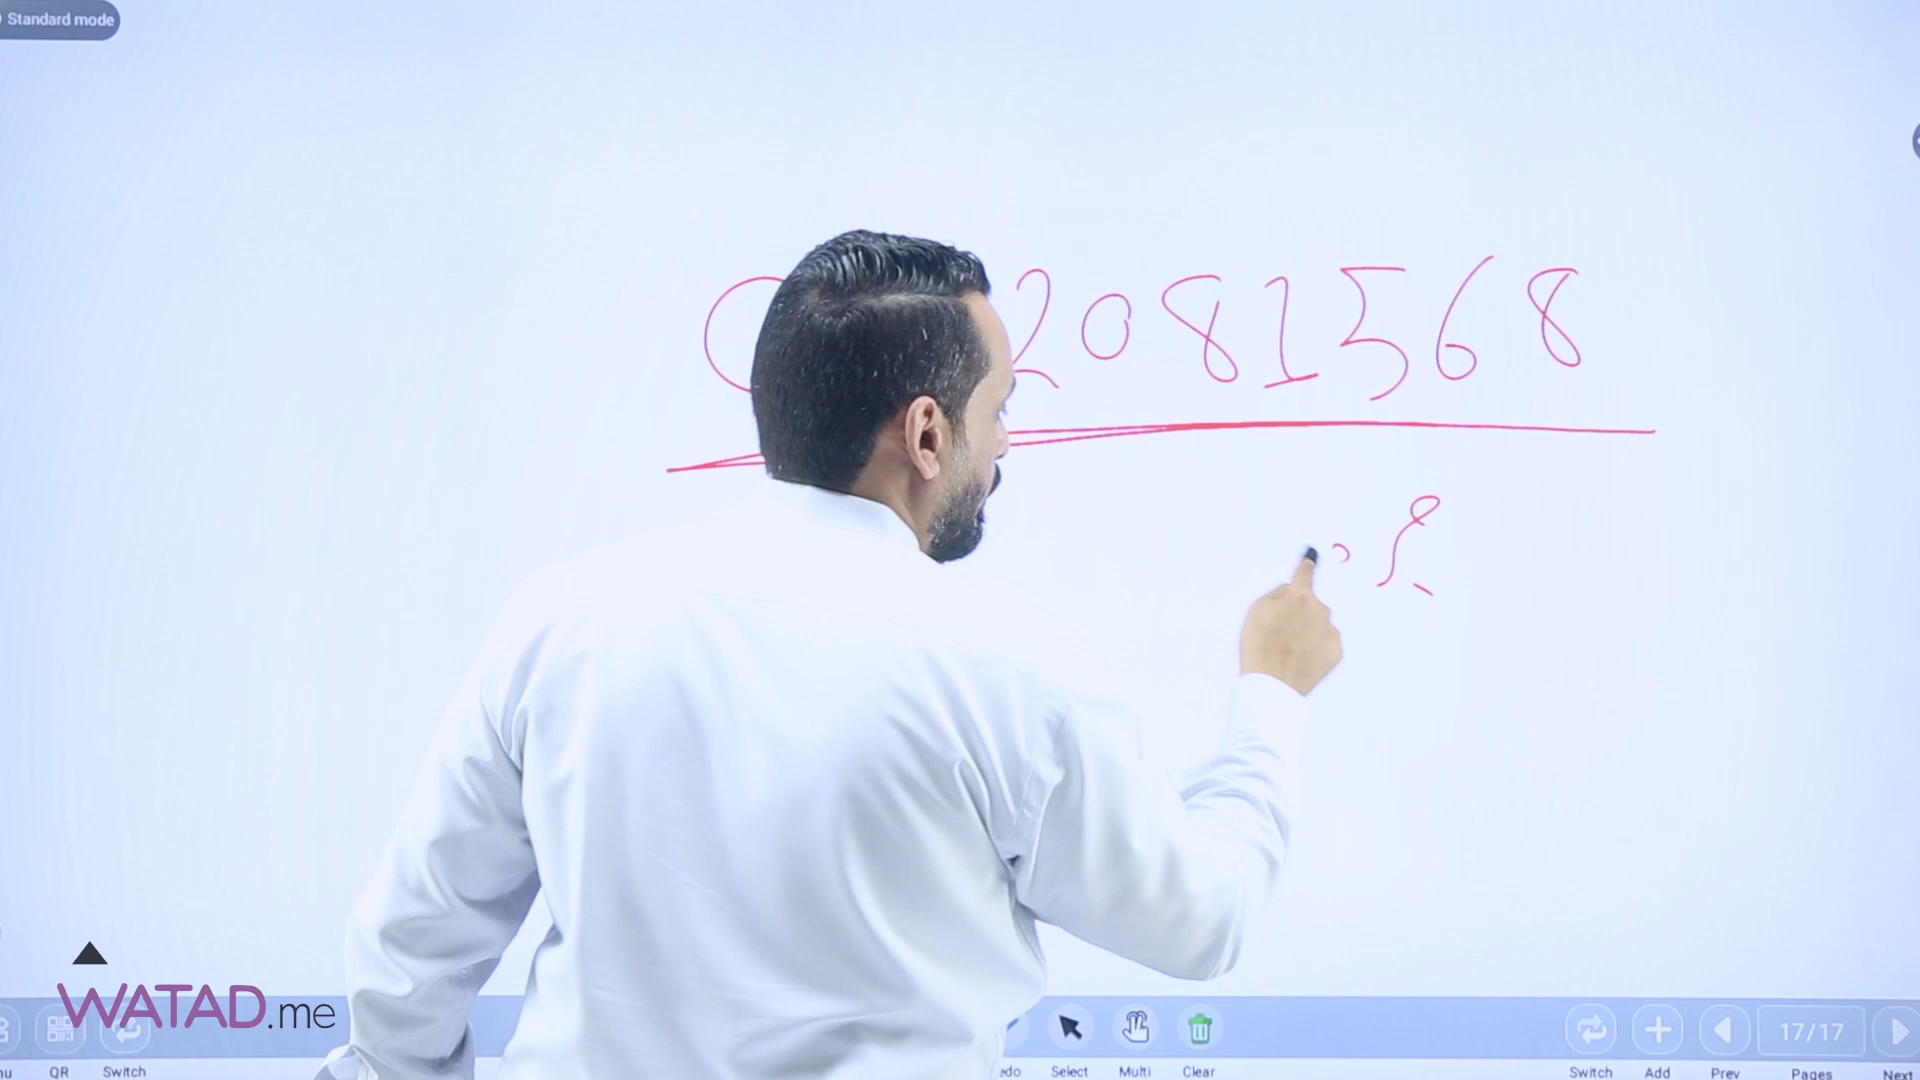 Standard mode
2081568
WATAD.me
QR Switch Select Multi Clear Switch Add Prev Pages Next
17/17